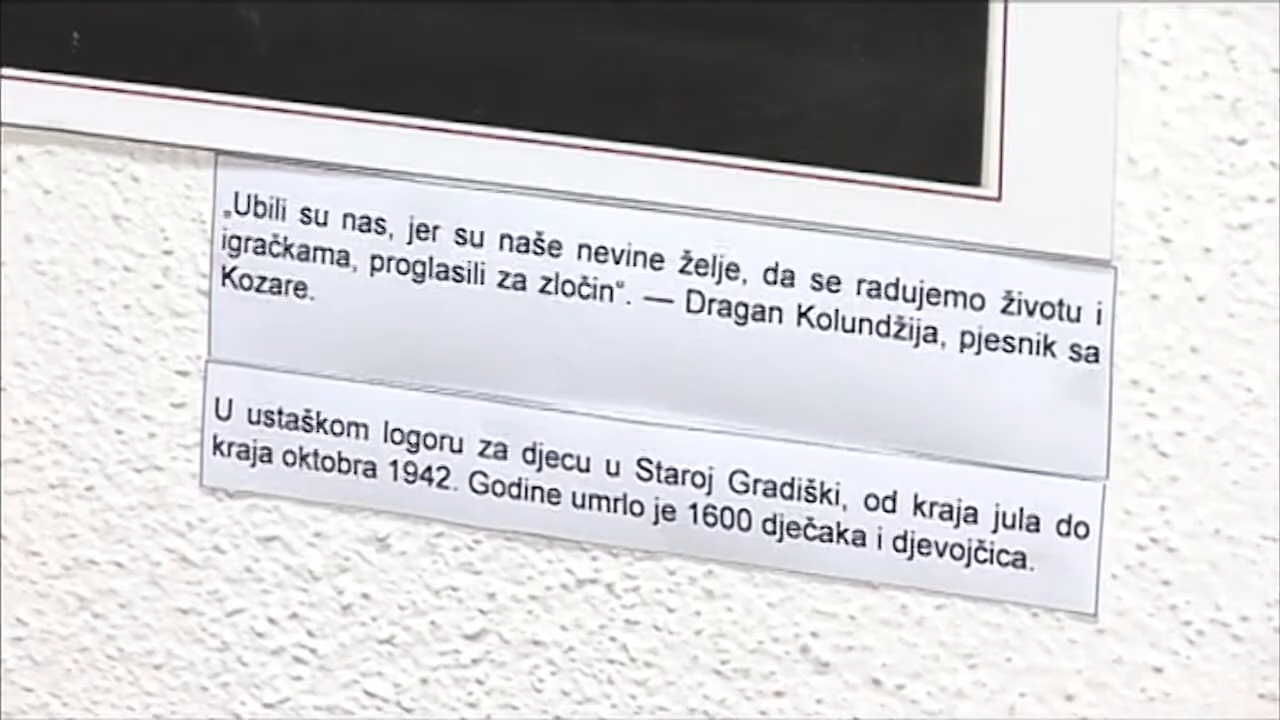 „Ubili su nas, jer su naše nevine želje, da se radujemo životu i
igračkama, proglasili za zločin“. — Dragan Kolundžija, pjesnik sa
Kozare.
U ustaškom logoru za djecu u Staroj Gradiški, od kraja jula do
kraja oktobra 1942. Godine umrlo je 1600 dječaka i djevojčica.